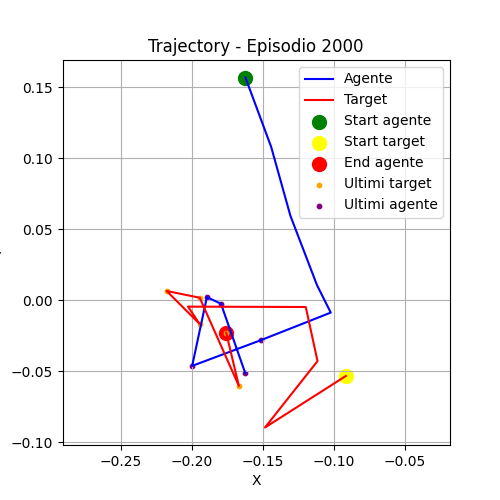 Trajectory - Episodio 2000
0.15
0.10
0.05
0.00
−0.05
−0.10
−0.25
−0.20
−0.15
−0.10
−0.05
X
Agente
Target
Start agente
Start target
End agente
Ultimi target
Ultimi agente